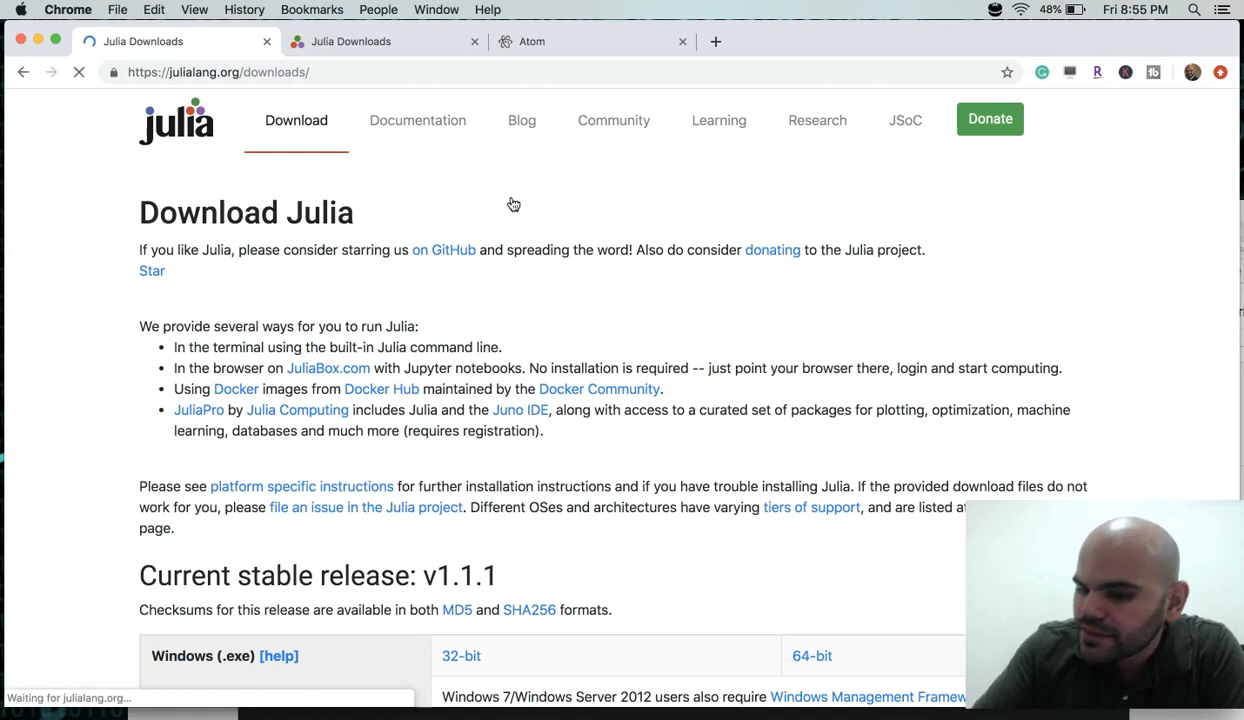 Chrome File Edit View History Bookmarks People Window Help 48% Fri 8:55 PM
Julia Downloads Julia Downloads Atom
https://julialang.org/downloads/
julia Download Documentation Blog Community Learning Research JSoC Donate
Download Julia
If you like Julia, please consider starring us on GitHub and spreading the word! Also do consider donating to the Julia project.
Star
We provide several ways for you to run Julia:
• In the terminal using the built-in Julia command line.
• In the browser on JuliaBox.com with Jupyter notebooks. No installation is required -- just point your browser there, login and start computing.
• Using Docker images from Docker Hub maintained by the Docker Community.
• JuliaPro by Julia Computing includes Julia and the Juno IDE, along with access to a curated set of packages for plotting, optimization, machine
learning, databases and much more (requires registration).
Please see platform specific instructions for further installation instructions and if you have trouble installing Julia. If the provided download files do not
work for you, please file an issue in the Julia project. Different OSes and architectures have varying tiers of support, and are listed
page.
Current stable release: v1.1.1
Checksums for this release are available in both MD5 and SHA256 formats.
Windows (.exe) [help] 32-bit 64-bit
Windows 7/Windows Server 2012 users also require Windows Management
Waiting for julialang.org...